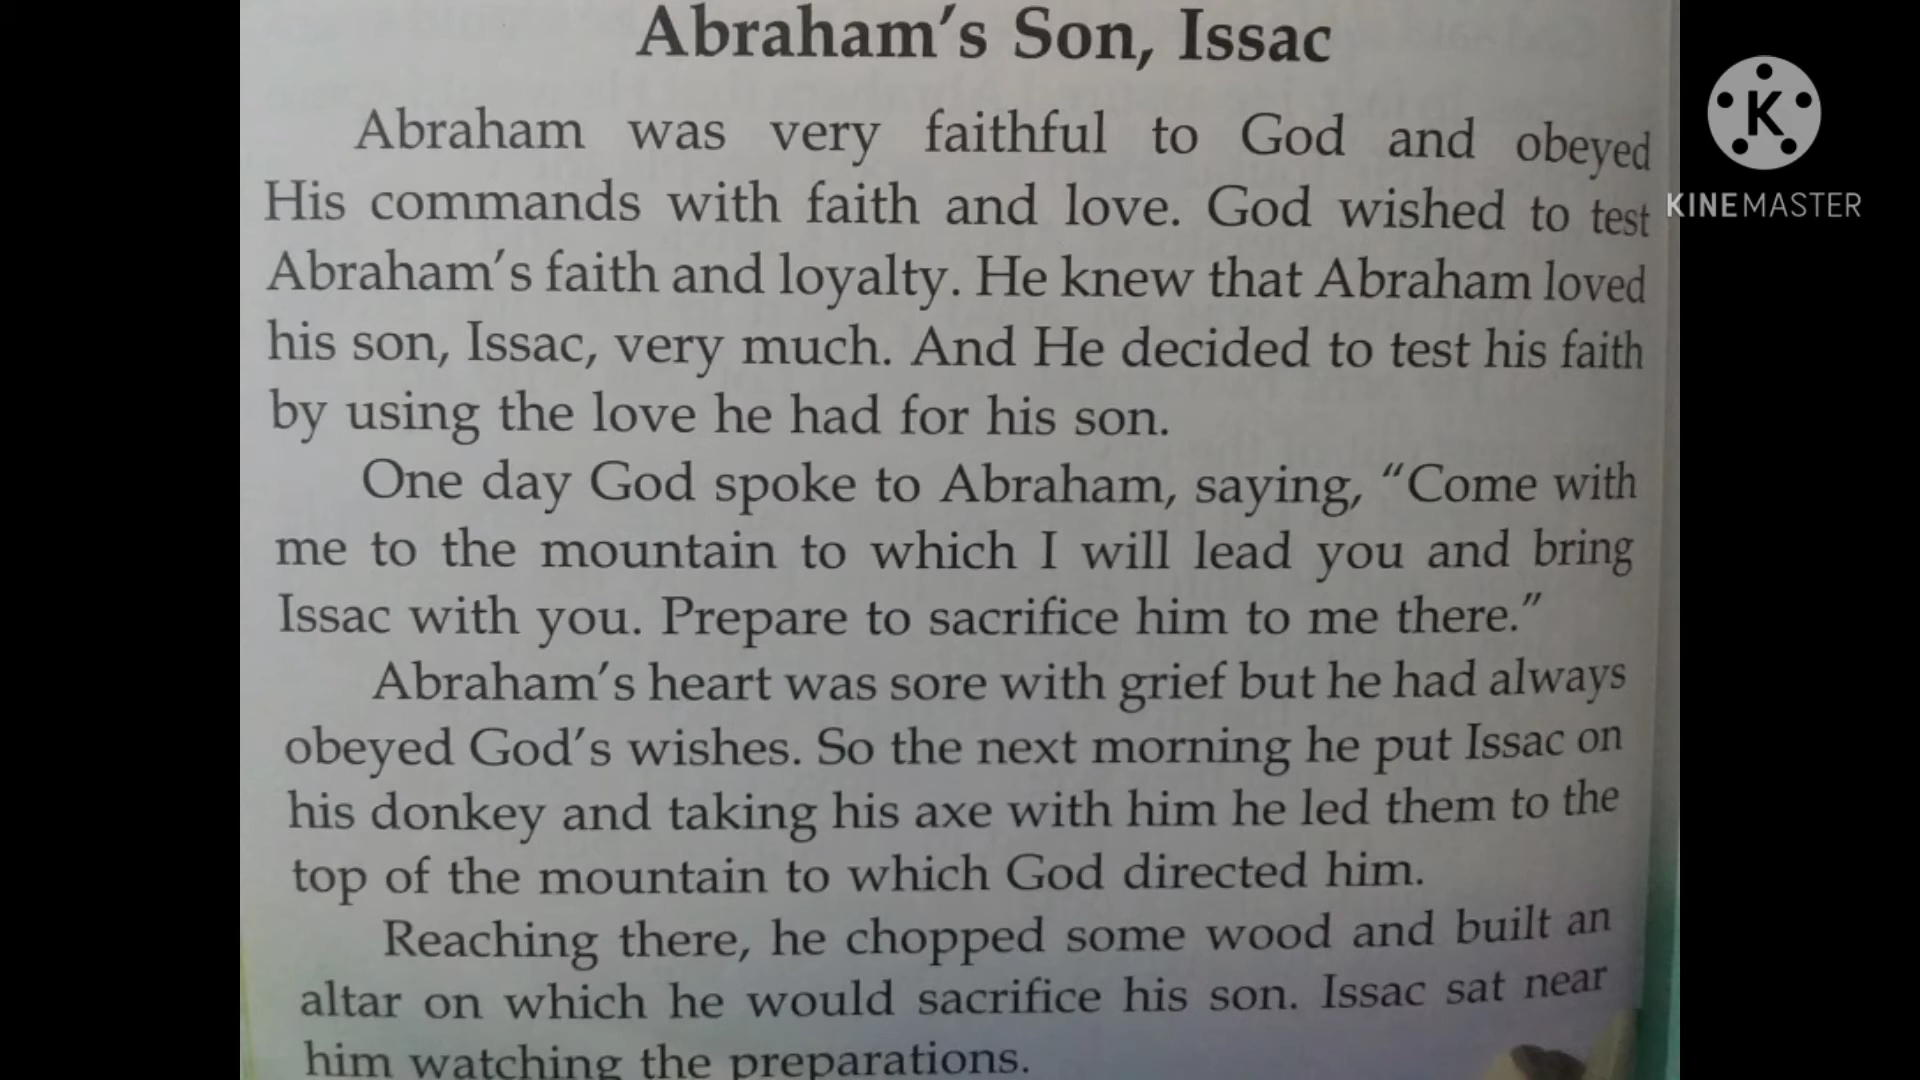 Abraham's Son, Issac
Abraham was very faithful to God and obeyed
His commands with faith and love. God wished to test
Abraham's faith and loyalty. He knew that Abraham loved
his son, Issac, very much. And He decided to test his faith
by using the love he had for his son.
One day God spoke to Abraham, saying, "Come with
me to the mountain to which I will lead you and bring
Issac with you. Prepare to sacrifice him to me there."
Abraham's heart was sore with grief but he had always
obeyed God's wishes. So the next morning he put Issac on
his donkey and taking his axe with him he led them to the
top of the mountain to which God directed him.
Reaching there, he chopped some wood and built an
altar on which he would sacrifice his son. Issac sat near
him watching the preparations.
K
KINEMASTER